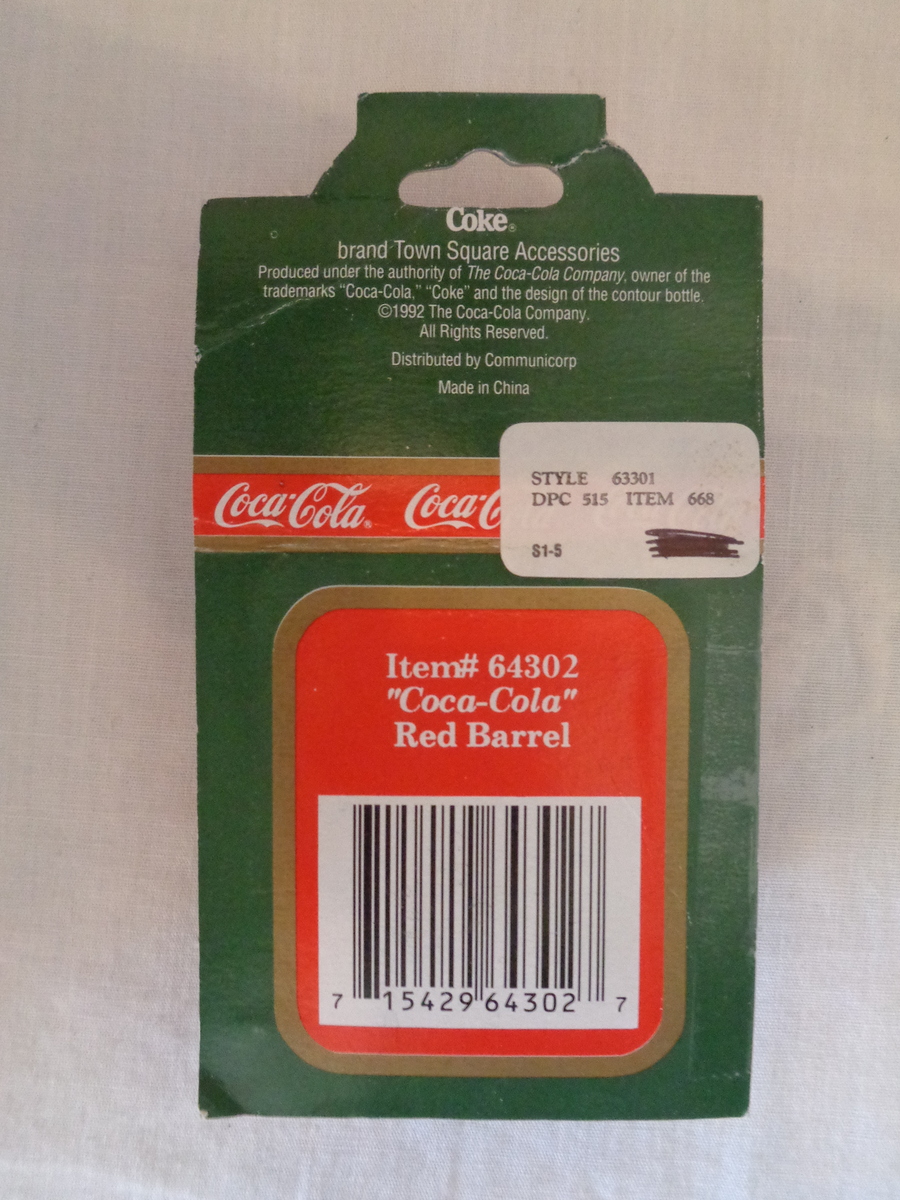 Coke®
brand Town Square Accessories
Produced under the authority of The Coca-Cola Company, owner of the
trademarks "Coca-Cola," "Coke" and the design of the contour bottle.
©1992 The Coca-Cola Company.
All Rights Reserved.
Distributed by Communicorp
Made in China
STYLE 63301
DPC 515 ITEM 668
S1-5
Coca-Cola® Coca-C
Item# 64302
"Coca-Cola"
Red Barrel
7 15429 64302 7